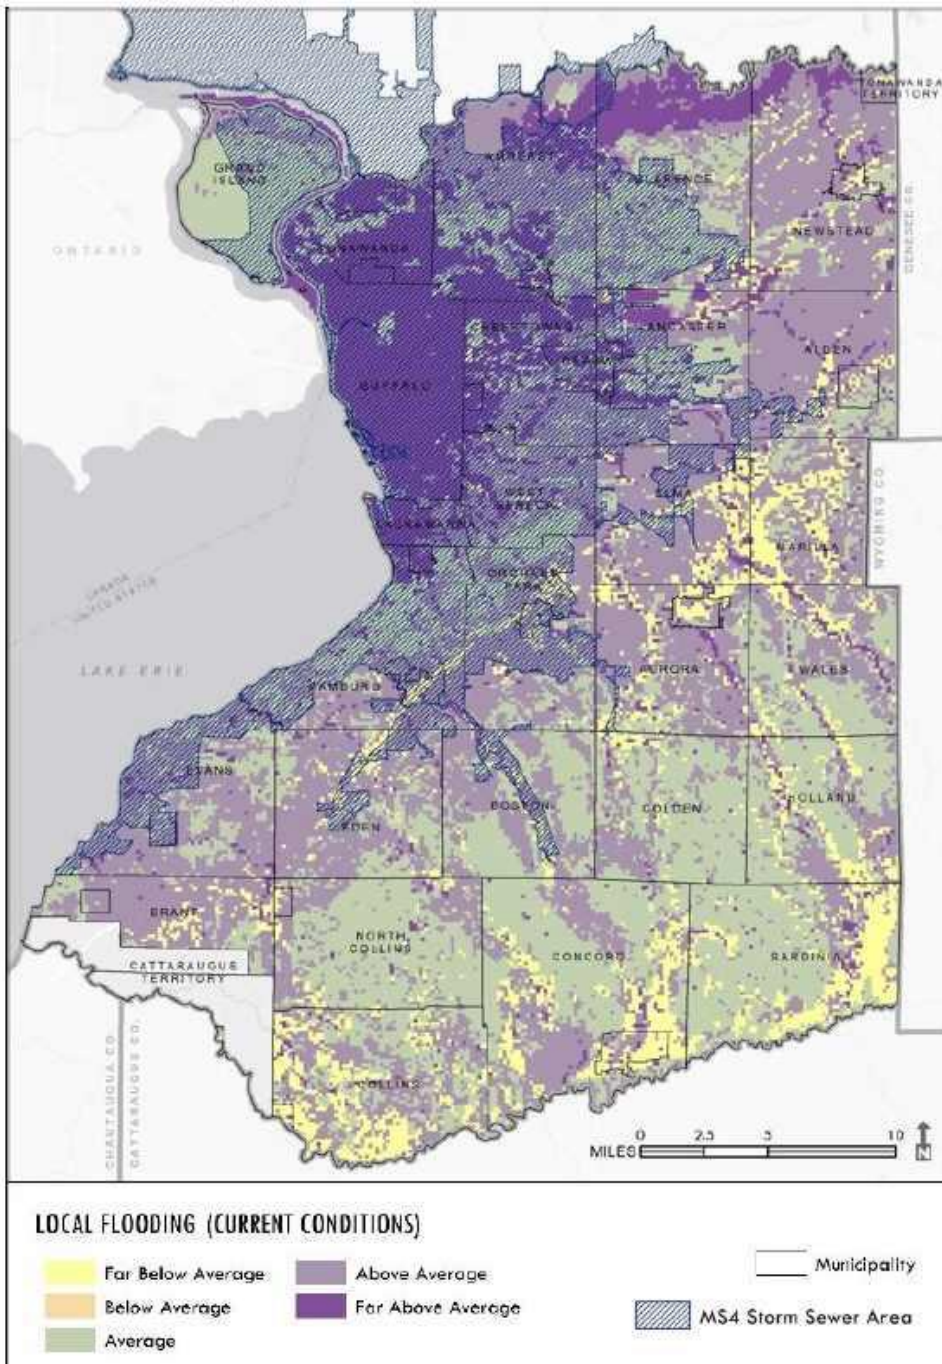 TONAWANDA
TERRITORY
AMHERST
GRAND
ISLAND
CLARENCE
GENESEE CO.
NEWSTEAD
ONTARIO
TONAWANDA
CHEEKTOWAGA
LANCASTER
ALDEN
BUFFALO
WEST
SENECA
ELMA
WYOMING CO.
LACKAWANNA
MARILLA
ORCHARD
PARK
CANADA
UNITED STATES
LAKE ERIE
AURORA
WALES
HAMBURG
EVANS
HOLLAND
BOSTON
COLDEN
EDEN
BRANT
NORTH
COLLINS
CONCORD
SARDINIA
CATTARAUGUS
TERRITORY
COLLINS
CHAUTAUQUA CO.
CATTARAUGUS CO.
MILES
0 2.5 5 10
N
LOCAL FLOODING (CURRENT CONDITIONS)
Far Below Average
Below Average
Average
Above Average
Far Above Average
Municipality
MS4 Storm Sewer Area